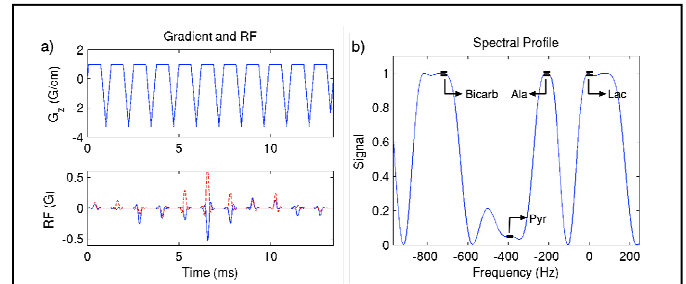 a)
Gradient and RF
2
0
-2
-4
G_z (G/cm)
0
5
10
0.5
0
-0.5
RF (G)
0
5
10
Time (ms)
b)
Spectral Profile
1
0.8
0.6
0.4
0.2
0
Signal
Bicarb
Ala
Lac
Pyr
-800
-600
-400
-200
0
200
Frequency (Hz)